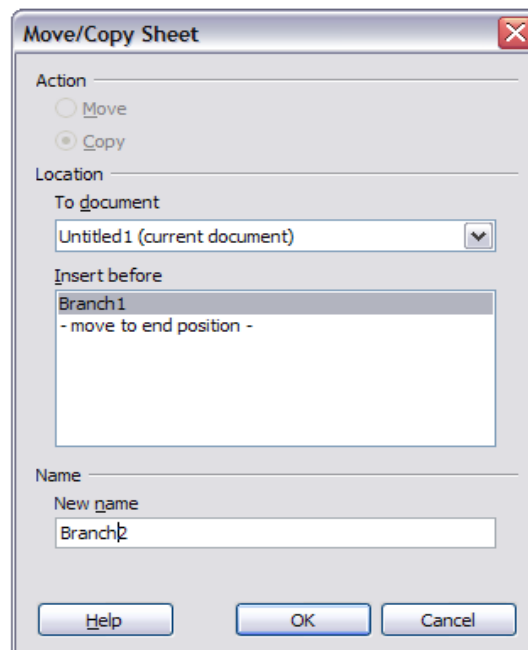 Move/Copy Sheet
Action
Move
Copy
Location
To document
Untitled1 (current document)
Insert before
Branch1
- move to end position -
Name
New name
Branch2
Help OK Cancel